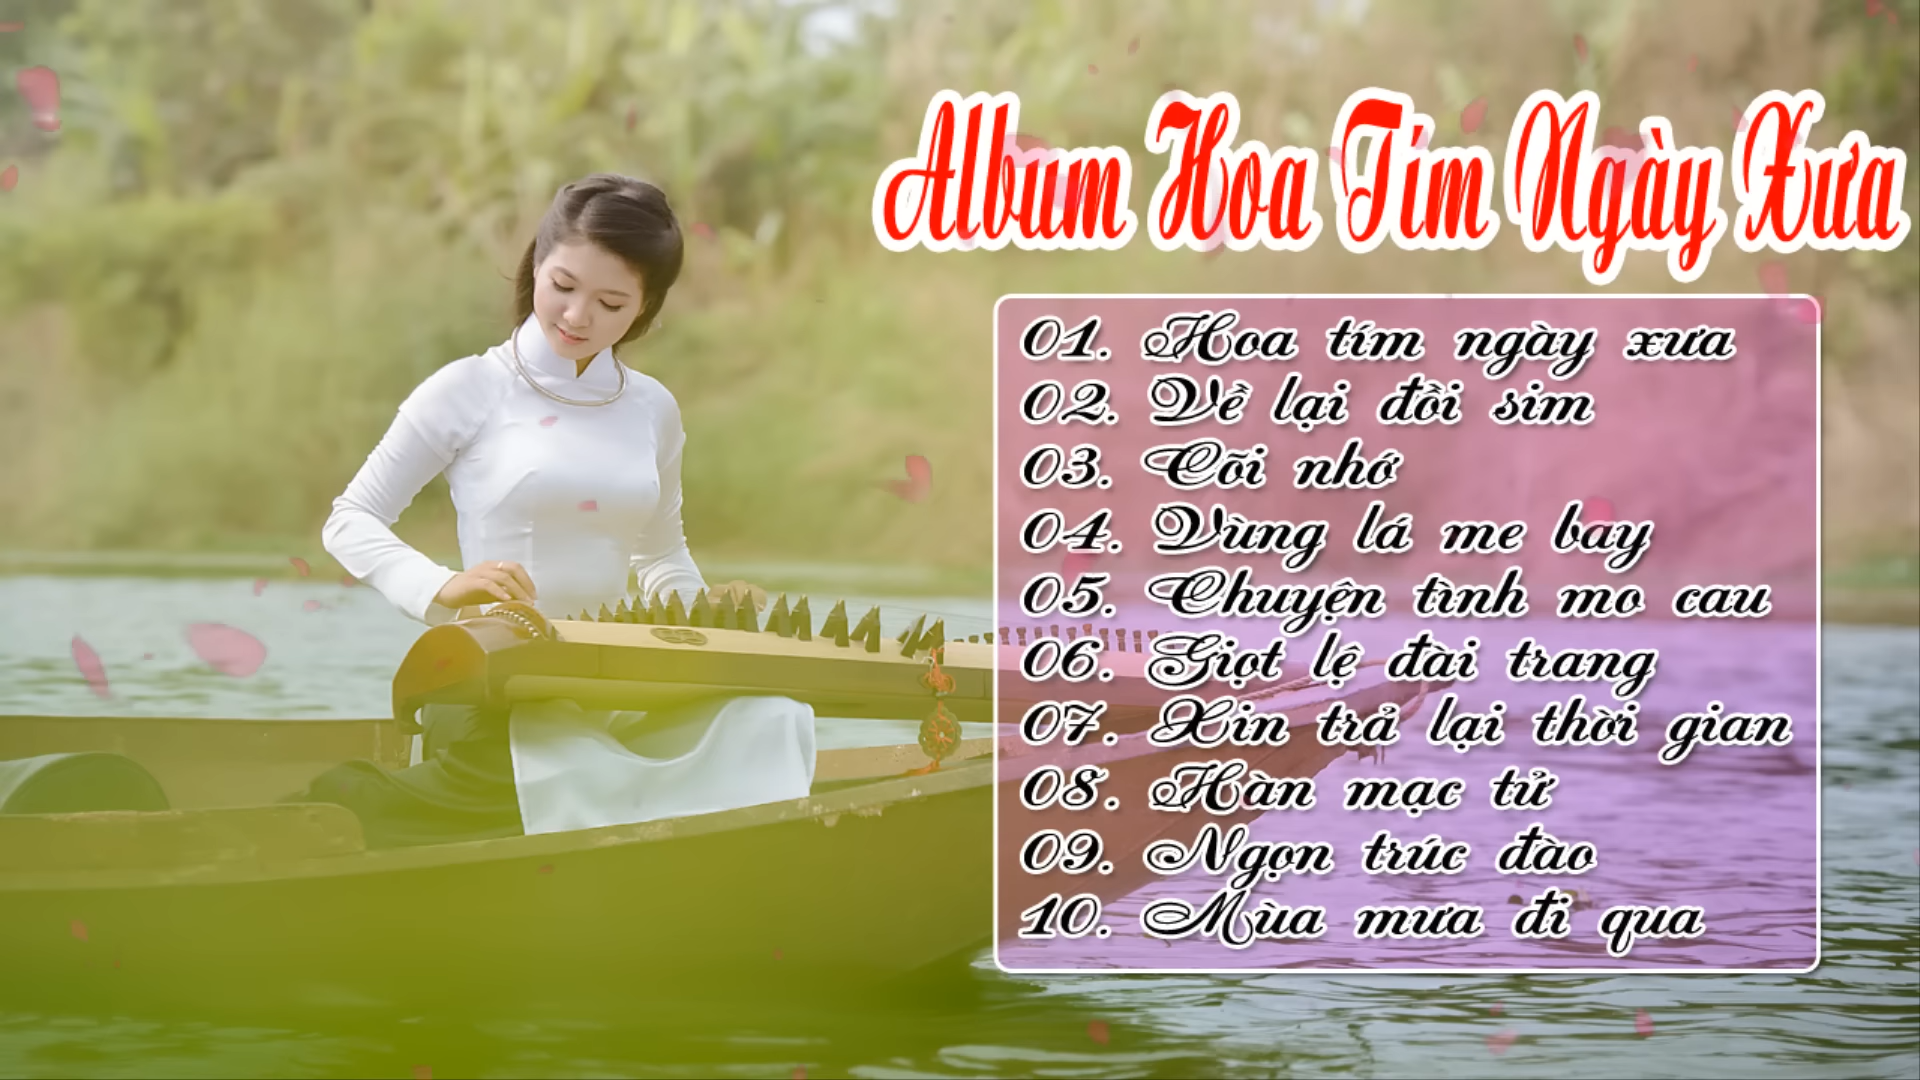 Album Hoa Tím Ngày Xưa
01. Hoa tím ngày xưa
02. Về lại đồi sim
03. Cõi nhớ
04. Vùng lá me bay
05. Chuyện tình mo cau
06. Giọt lệ đài trang
07. Xin trả lại thời gian
08. Hàn mạc tử
09. Ngọn trúc đào
10. Mùa mưa đi qua